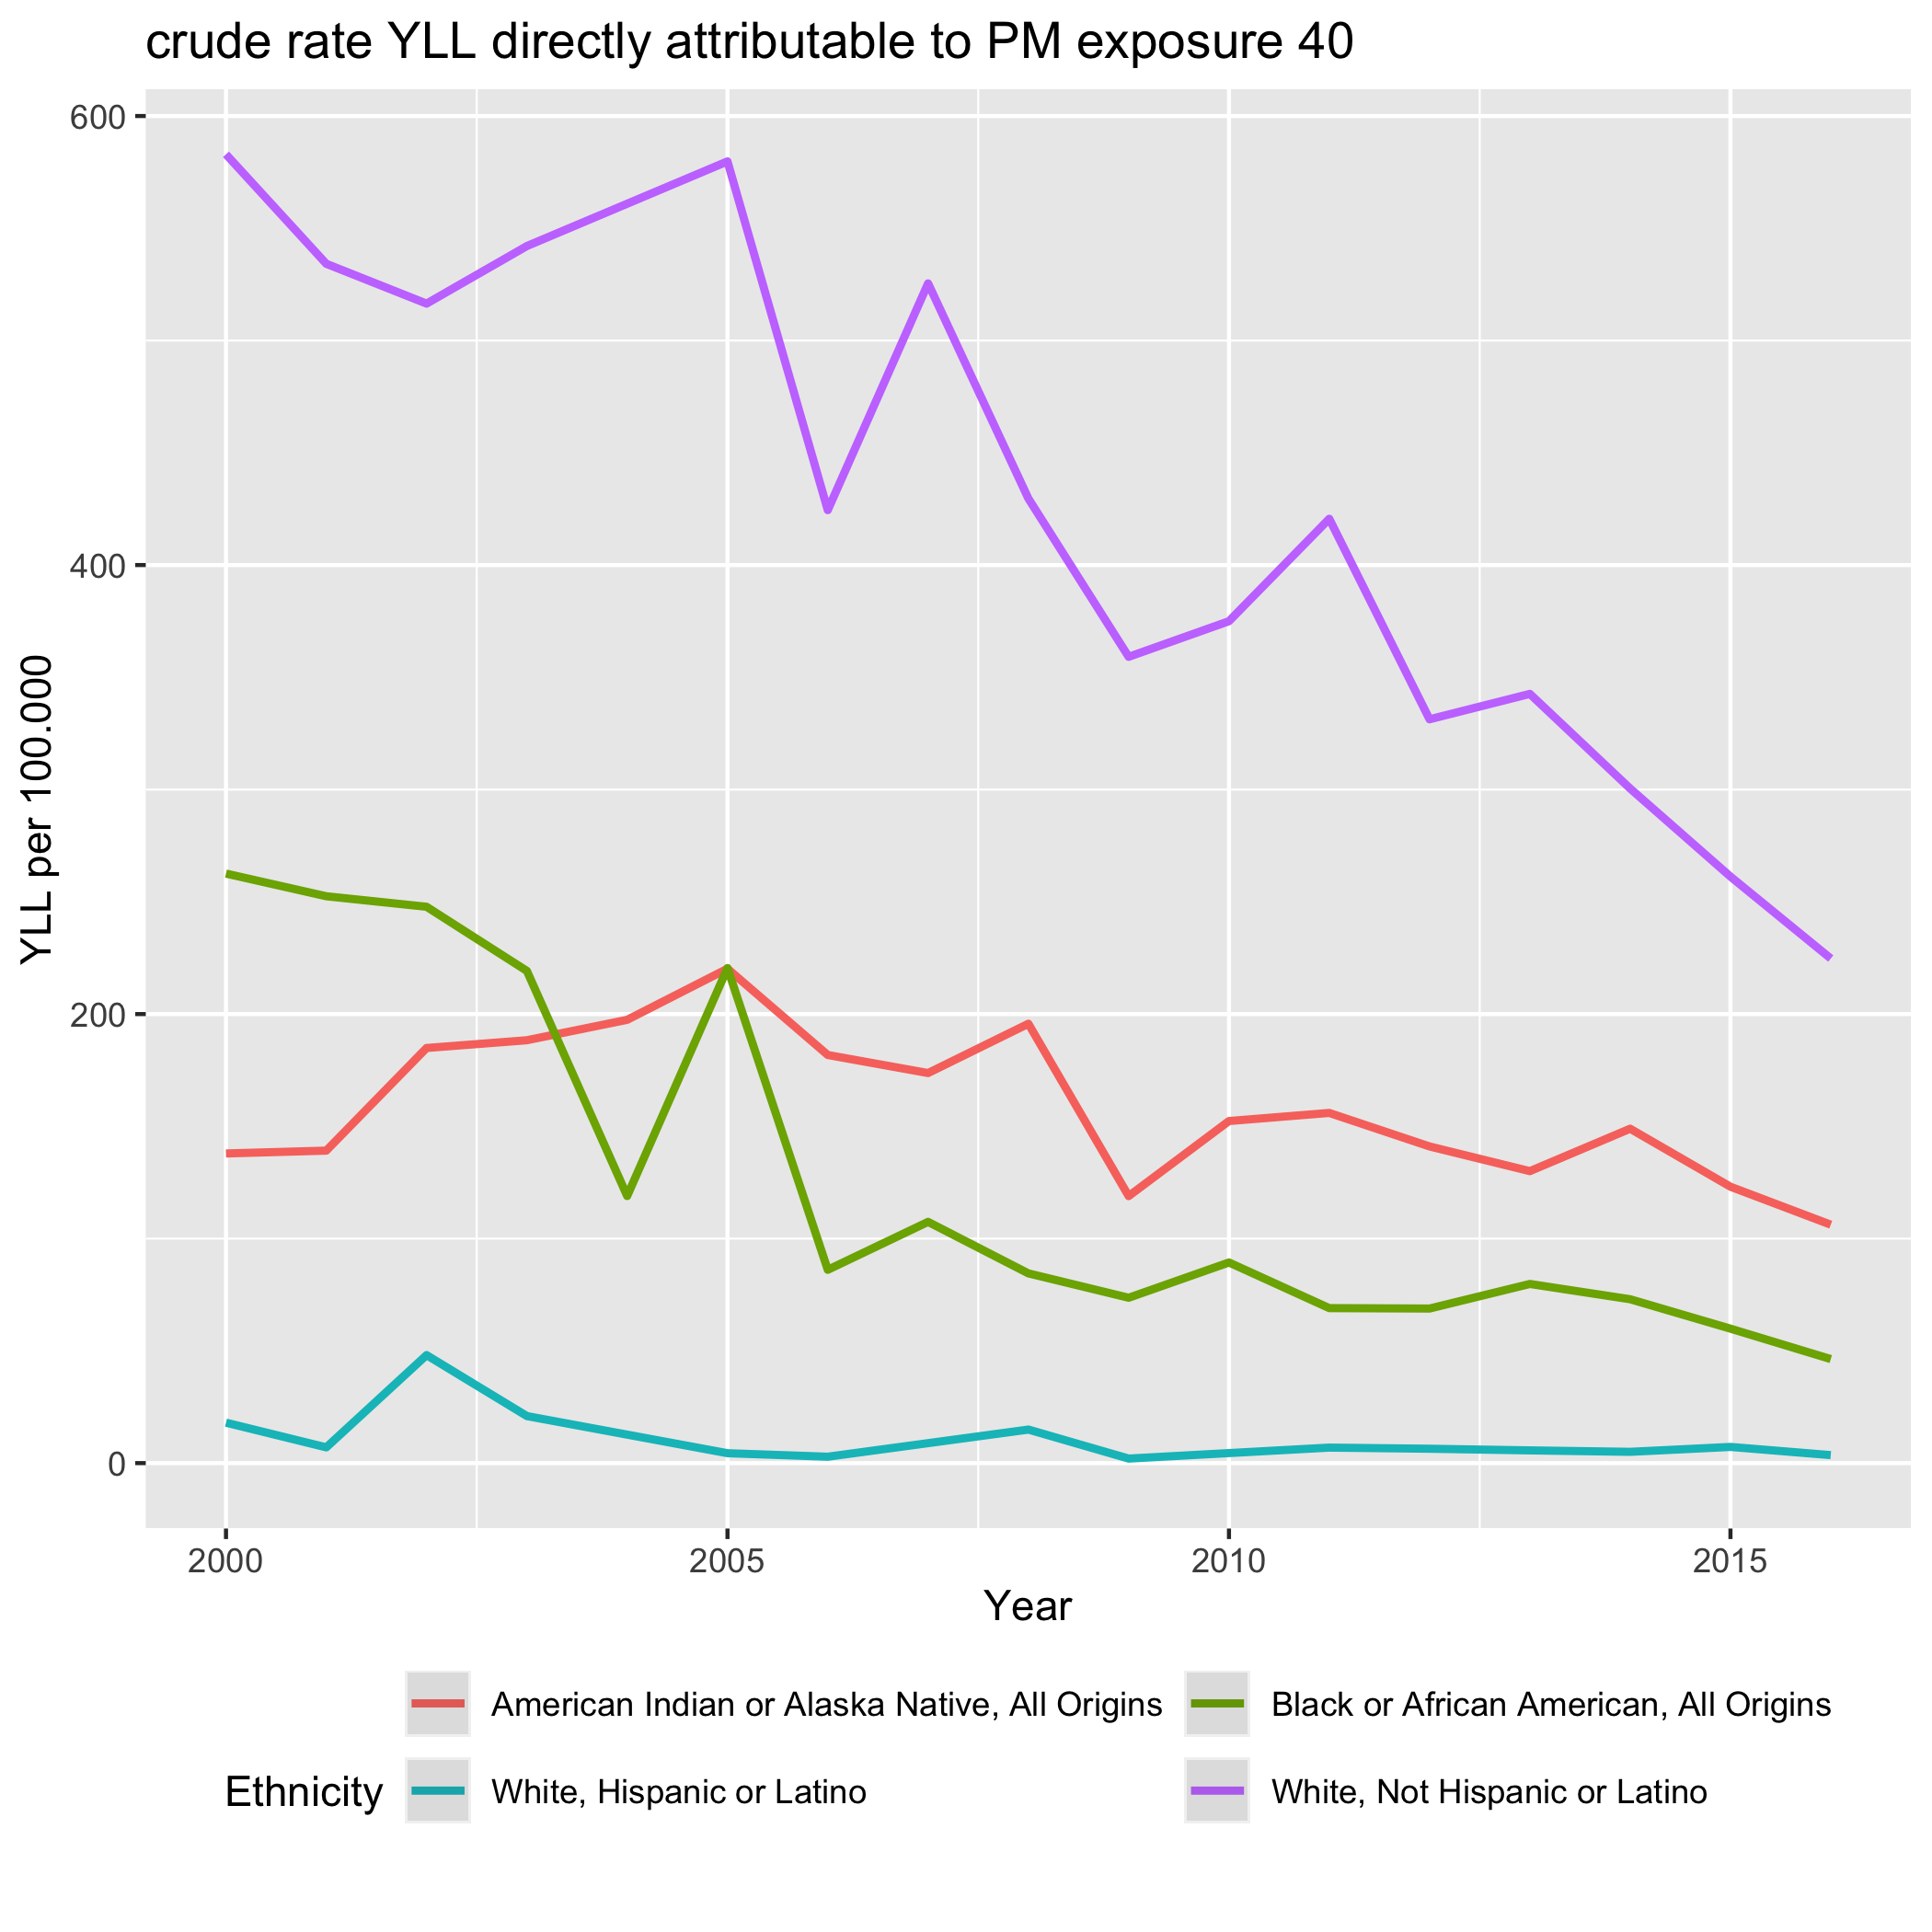 crude rate YLL directly attributable to PM exposure 40
YLL per 100.000
600
400
200
0
2000 2005 2010 2015
Year
Ethnicity
American Indian or Alaska Native, All Origins
Black or African American, All Origins
White, Hispanic or Latino
White, Not Hispanic or Latino